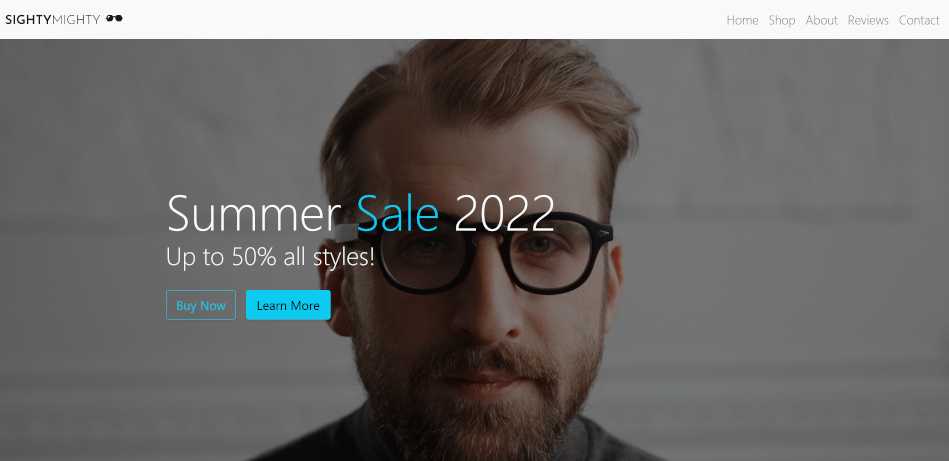 SIGHTYMIGHTY
Home Shop About Reviews Contact
Summer Sale 2022
Up to 50% all styles!
Buy Now Learn More